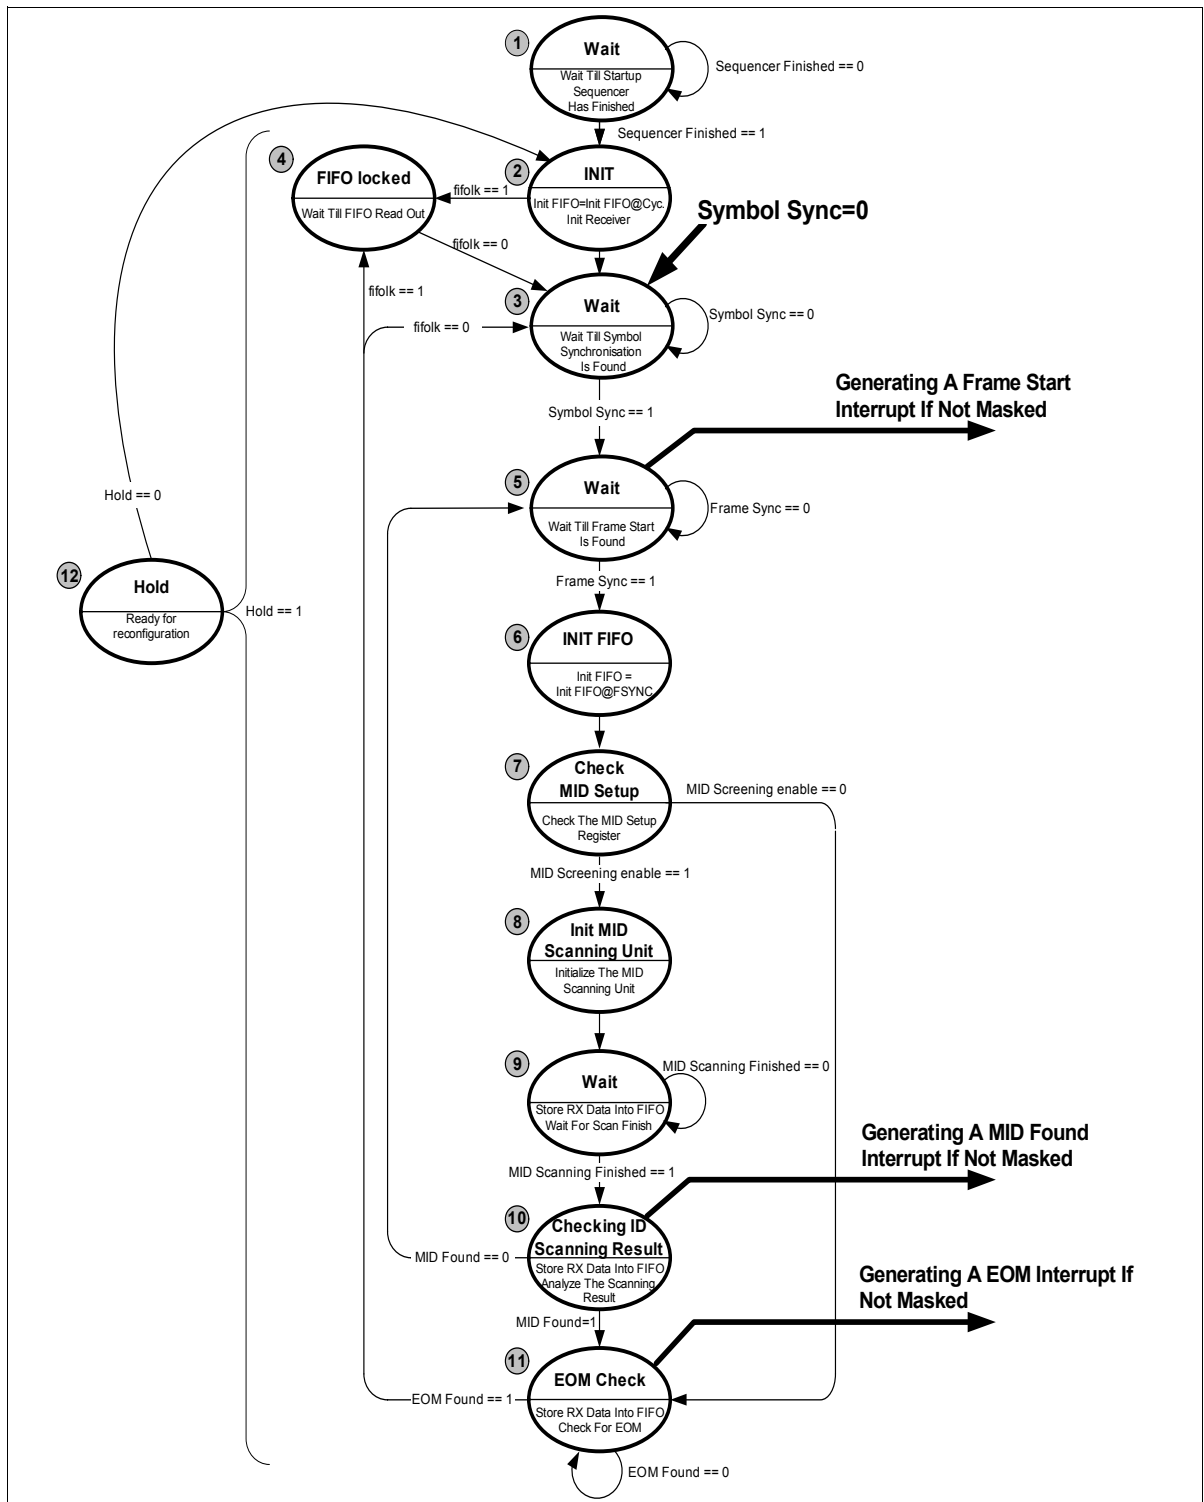 1
Wait
Wait Till Startup
Sequencer
Has Finished
Sequencer Finished == 0
Sequencer Finished == 1
4
FIFO locked
Wait Till FIFO Read Out
2
INIT
Init FIFO=Init FIFO@Cyc.
Init Receiver
fifolk == 1
fifolk == 0
Symbol Sync=0
3
Wait
Wait Till Symbol
Synchronisation
Is Found
Symbol Sync == 0
fifolk == 1
fifolk == 0
Symbol Sync == 1
Generating A Frame Start
Interrupt If Not Masked
5
Wait
Wait Till Frame Start
Is Found
Frame Sync == 0
Hold == 0
Frame Sync == 1
12
Hold
Ready for
reconfiguration
Hold == 1
6
INIT FIFO
Init FIFO =
Init FIFO@FSYNC
7
Check
MID Setup
Check The MID Setup
Register
MID Screening enable == 0
MID Screening enable == 1
8
Init MID
Scanning Unit
Initialize The MID
Scanning Unit
9
Wait
Store RX Data Into FIFO
Wait For Scan Finish
MID Scanning Finished == 0
MID Scanning Finished == 1
Generating A MID Found
Interrupt If Not Masked
10
Checking ID
Scanning Result
Store RX Data Into FIFO
Analyze The Scanning
Result
MID Found == 0
MID Found=1
Generating A EOM Interrupt If
Not Masked
11
EOM Check
Store RX Data Into FIFO
Check For EOM
EOM Found == 1
EOM Found == 0